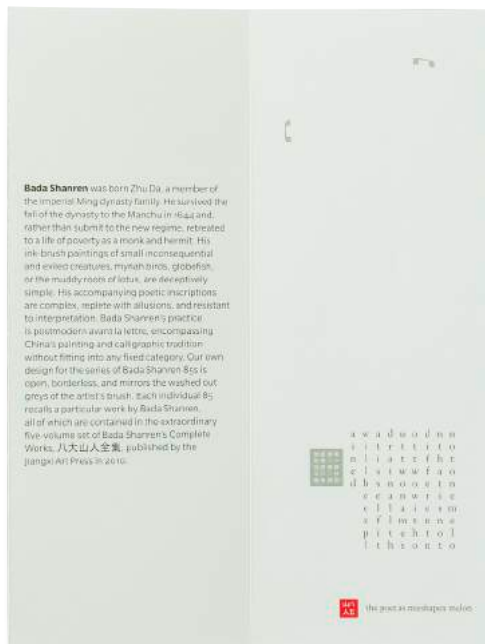 Bada Shanren was born Zhu Da, a member of
the Imperial Ming dynasty family. He survived the
fall of the dynasty to the Manchu in 1644 and,
rather than submit to the new regime, retreated
to a life of poverty as a monk and hermit. His
ink-brush paintings of small inconsequential
and exiled creatures, mynah birds, globefish,
or the muddy roots of lotus, are deceptively
simple. His accompanying poetic inscriptions
are complex, replete with allusions, and resistant
to interpretation. Bada Shanren's practice
is postmodern avant la lettre, encompassing
China's painting and calligraphic tradition
without fitting into any fixed category. Our own
design for the series of Bada Shanren 85s is
open, borderless, and mirrors the washed out
greys of the artist's brush. Each individual 85
recalls a particular work by Bada Shanren,
all of which are contained in the extraordinary
five-volume set of Bada Shanren's Complete
Works, 八大山人全集, published by the
Jiangxi Art Press in 2010.
the poet as misshapen melon